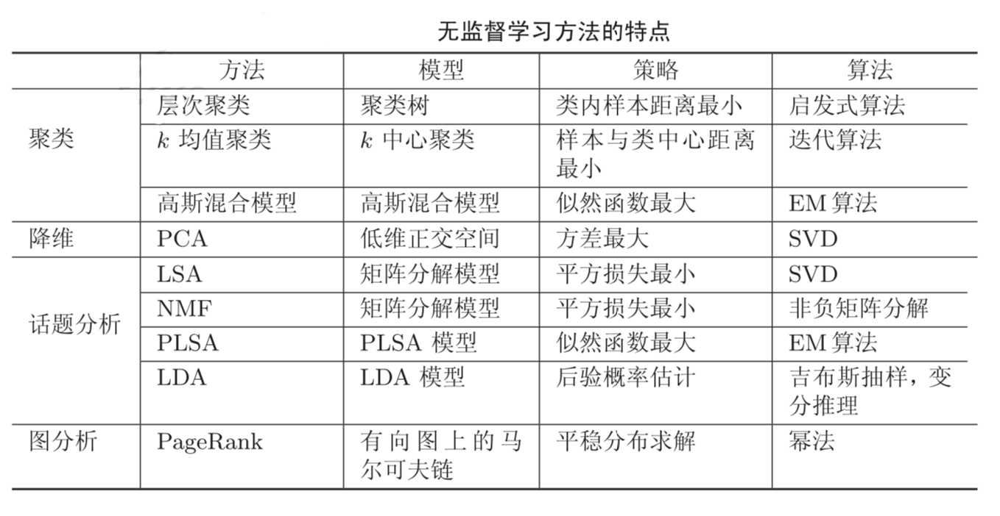 无监督学习方法的特点
方法 模型 策略 算法
聚类 层次聚类 聚类树 类内样本距离最小 启发式算法
k 均值聚类 k 中心聚类 样本与类中心距离最小 迭代算法
高斯混合模型 高斯混合模型 似然函数最大 EM 算法
降维 PCA 低维正交空间 方差最大 SVD
话题分析 LSA 矩阵分解模型 平方损失最小 SVD
NMF 矩阵分解模型 平方损失最小 非负矩阵分解
PLSA PLSA 模型 似然函数最大 EM 算法
LDA LDA 模型 后验概率估计 吉布斯抽样，变分推理
图分析 PageRank 有向图上的马尔可夫链 平稳分布求解 幂法